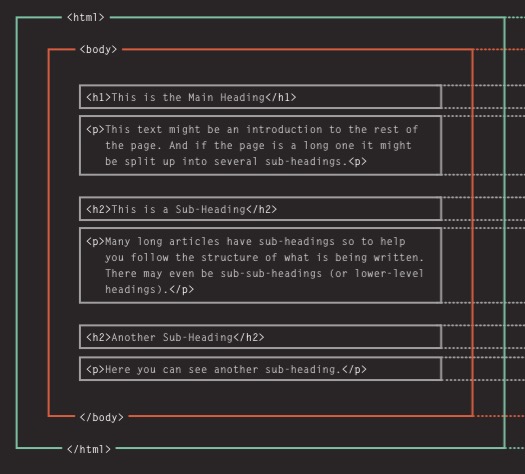 <html>
<body>
<h1>This is the Main Heading</h1>
<p>This text might be an introduction to the rest of
the page. And if the page is a long one it might
be split up into several sub-headings.<p>
<h2>This is a Sub-Heading</h2>
<p>Many long articles have sub-headings so to help
you follow the structure of what is being written.
There may even be sub-sub-headings (or lower-level
headings).</p>
<h2>Another Sub-Heading</h2>
<p>Here you can see another sub-heading.</p>
</body>
</html>